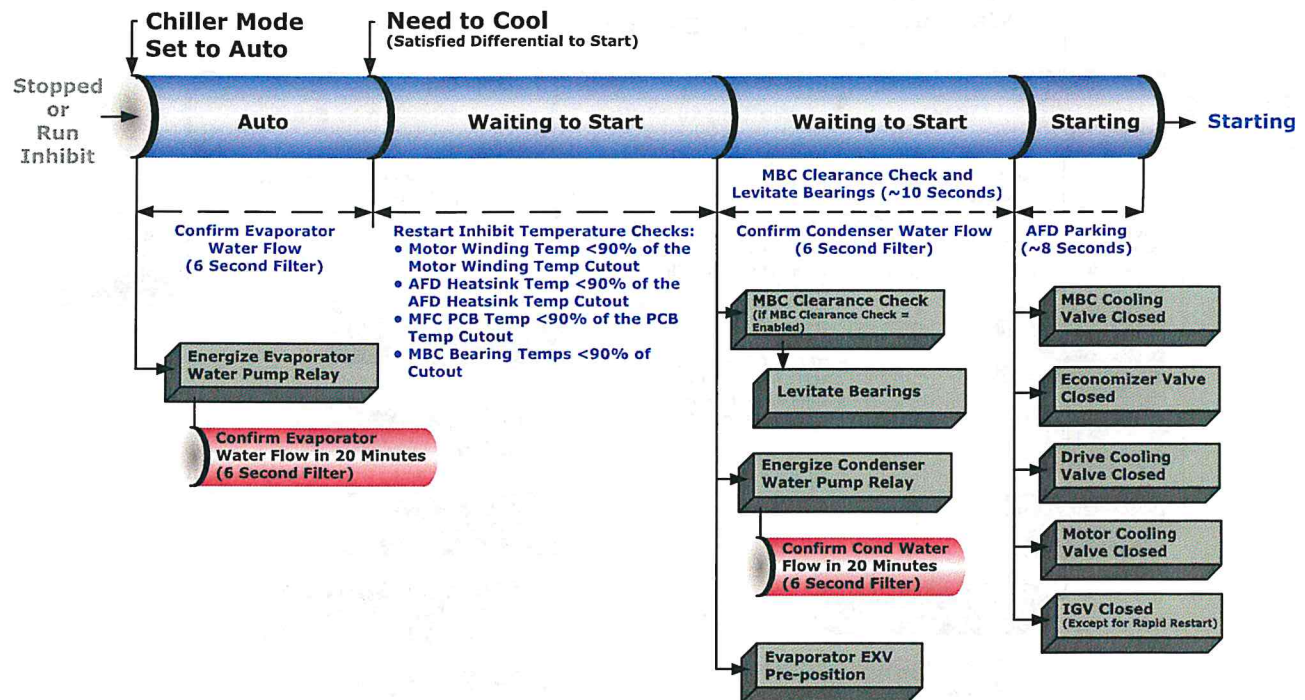 Chiller Mode
Set to Auto
Need to Cool
(Satisfied Differential to Start)
Stopped
or
Run
Inhibit
Auto
Waiting to Start
Waiting to Start
Starting
Starting
Confirm Evaporator
Water Flow
(6 Second Filter)
Restart Inhibit Temperature Checks:
• Motor Winding Temp <90% of the
Motor Winding Temp Cutout
• AFD Heatsink Temp <90% of the
AFD Heatsink Temp Cutout
• MFC PCB Temp <90% of the PCB
Temp Cutout
• MBC Bearing Temps <90% of
Cutout
MBC Clearance Check and
Levitate Bearings (~10 Seconds)
Confirm Condenser Water Flow
(6 Second Filter)
AFD Parking
(~8 Seconds)
Energize Evaporator
Water Pump Relay
Confirm Evaporator
Water Flow in 20 Minutes
(6 Second Filter)
MBC Clearance Check
(if MBC Clearance Check =
Enabled)
Levitate Bearings
Energize Condenser
Water Pump Relay
Confirm Cond Water
Flow in 20 Minutes
(6 Second Filter)
Evaporator EXV
Pre-position
MBC Cooling
Valve Closed
Economizer Valve
Closed
Drive Cooling
Valve Closed
Motor Cooling
Valve Closed
IGV Closed
(Except for Rapid Restart)